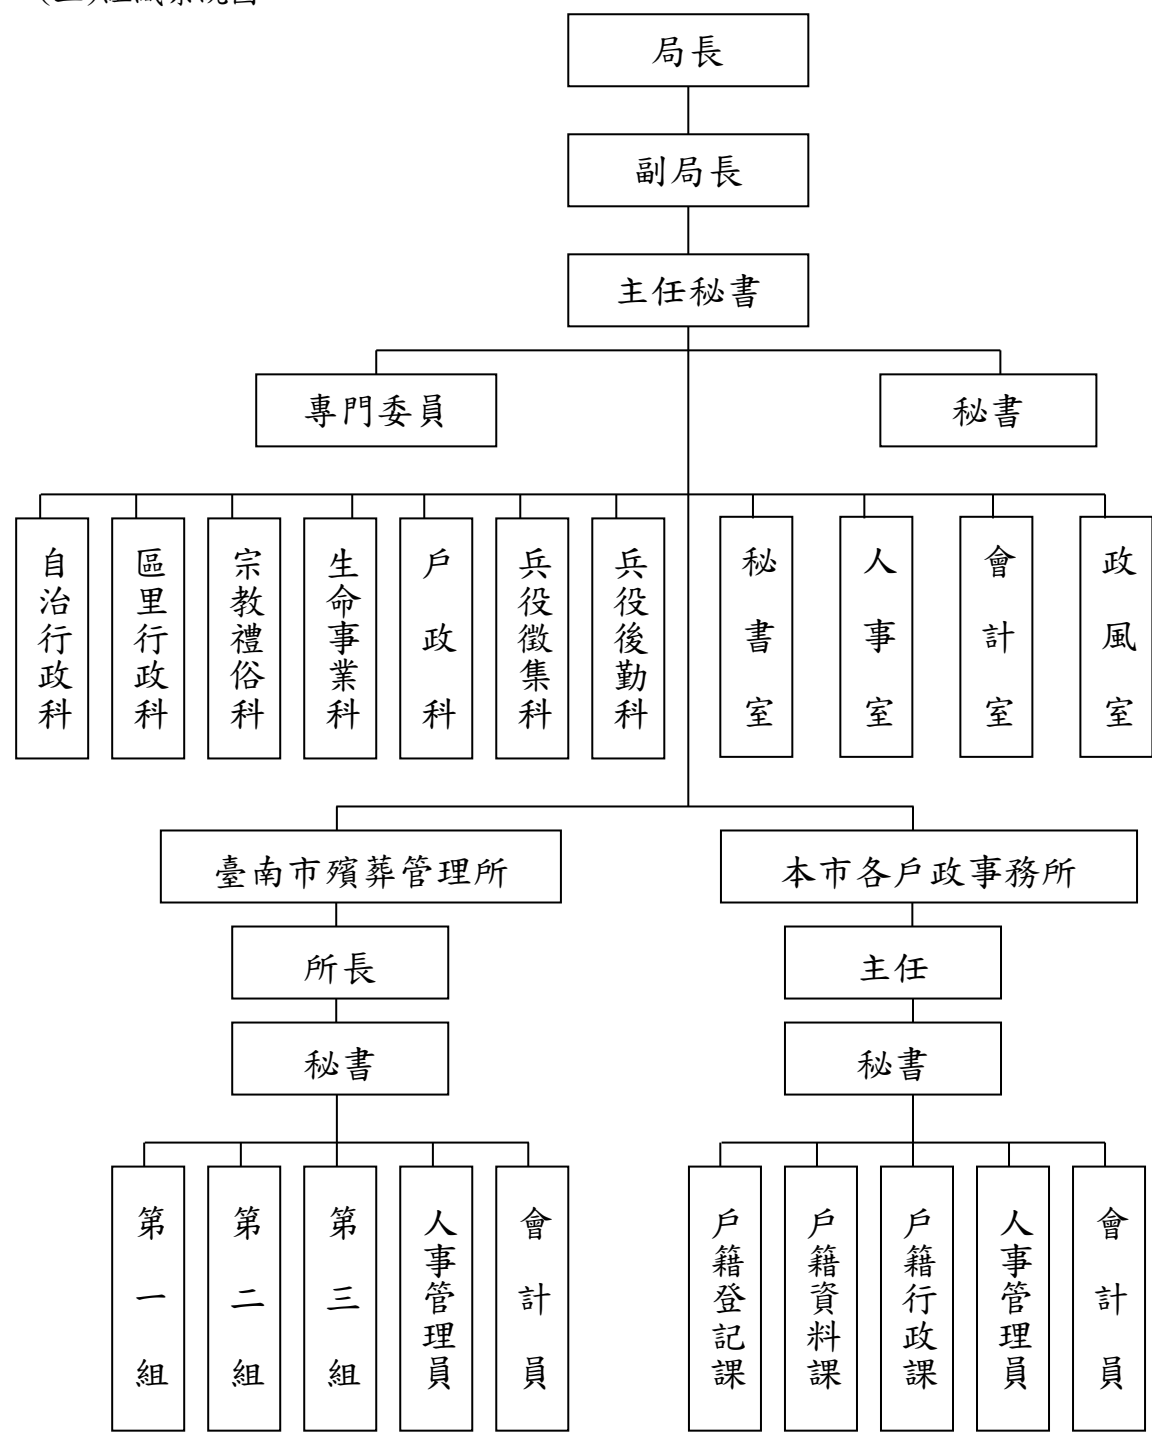 局長
副局長
主任秘書
專門委員
秘書
自治行政科
區里行政科
宗教禮俗科
生命事業科
戶政科
兵役徵集科
兵役後勤科
秘書室
人事室
會計室
政風室
臺南市殯葬管理所
本市各戶政事務所
所長
主任
秘書
秘書
第一組
第二組
第三組
人事管理員
會計員
戶籍登記課
戶籍資料課
戶籍行政課
人事管理員
會計員